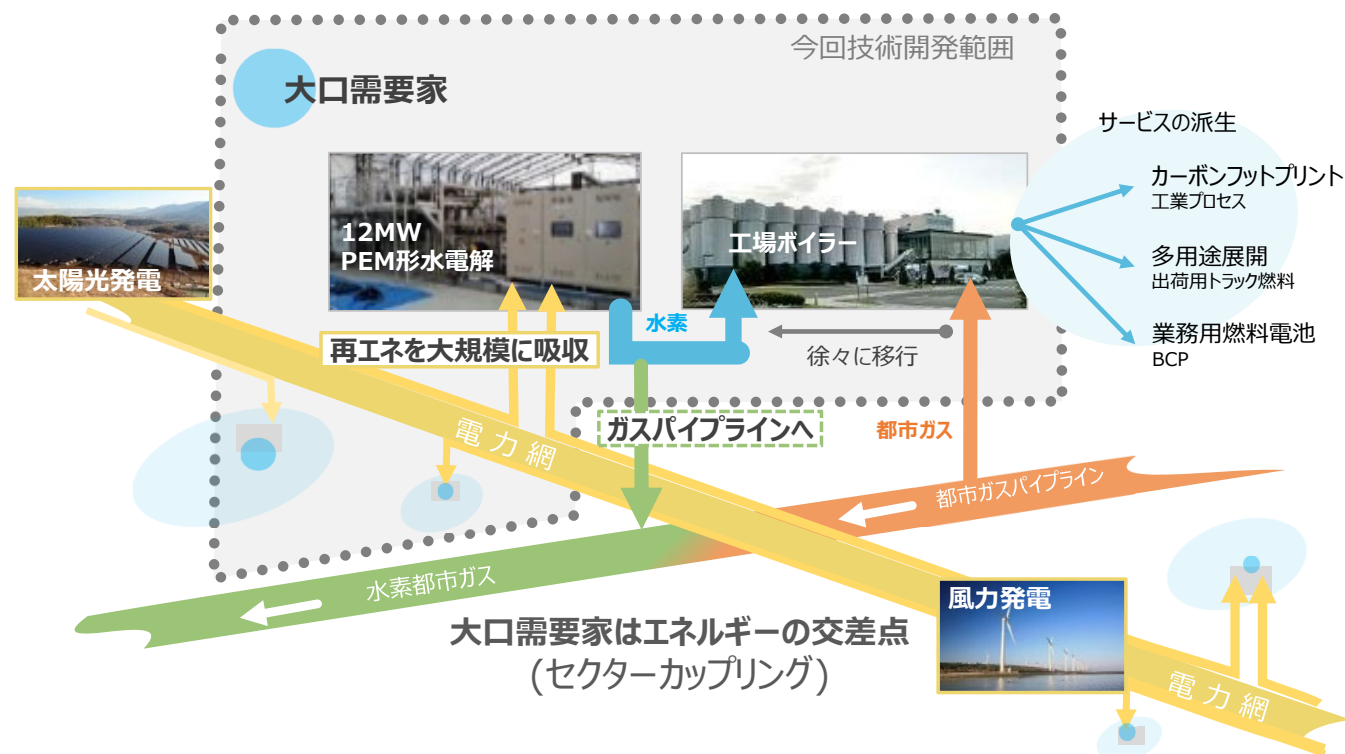 今回技術開発範囲
大口需要家
サービスの派生
カーボンフットプリント
工業プロセス
多用途展開
出荷用トラック燃料
業務用燃料電池
BCP
太陽光発電
12MW
PEM形水電解
工場ボイラー
水素
再エネを大規模に吸収
徐々に移行
ガスパイプラインへ
都市ガス
電力網
都市ガスパイプライン
水素都市ガス
風力発電
大口需要家はエネルギーの交差点
(セクターカップリング)
電力網